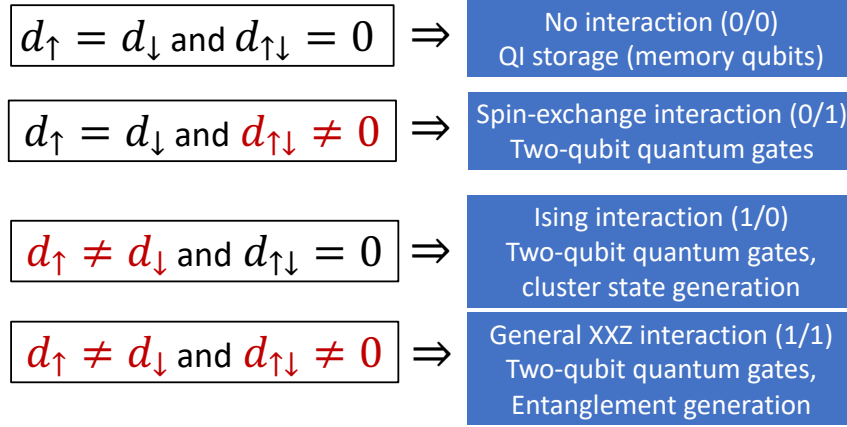 d↑ = d↓ and d↑↓ = 0 ⇒
No interaction (0/0)
QI storage (memory qubits)
d↑ = d↓ and d↑↓ ≠ 0 ⇒
Spin-exchange interaction (0/1)
Two-qubit quantum gates
d↑ ≠ d↓ and d↑↓ = 0 ⇒
Ising interaction (1/0)
Two-qubit quantum gates,
cluster state generation
d↑ ≠ d↓ and d↑↓ ≠ 0 ⇒
General XXZ interaction (1/1)
Two-qubit quantum gates,
Entanglement generation